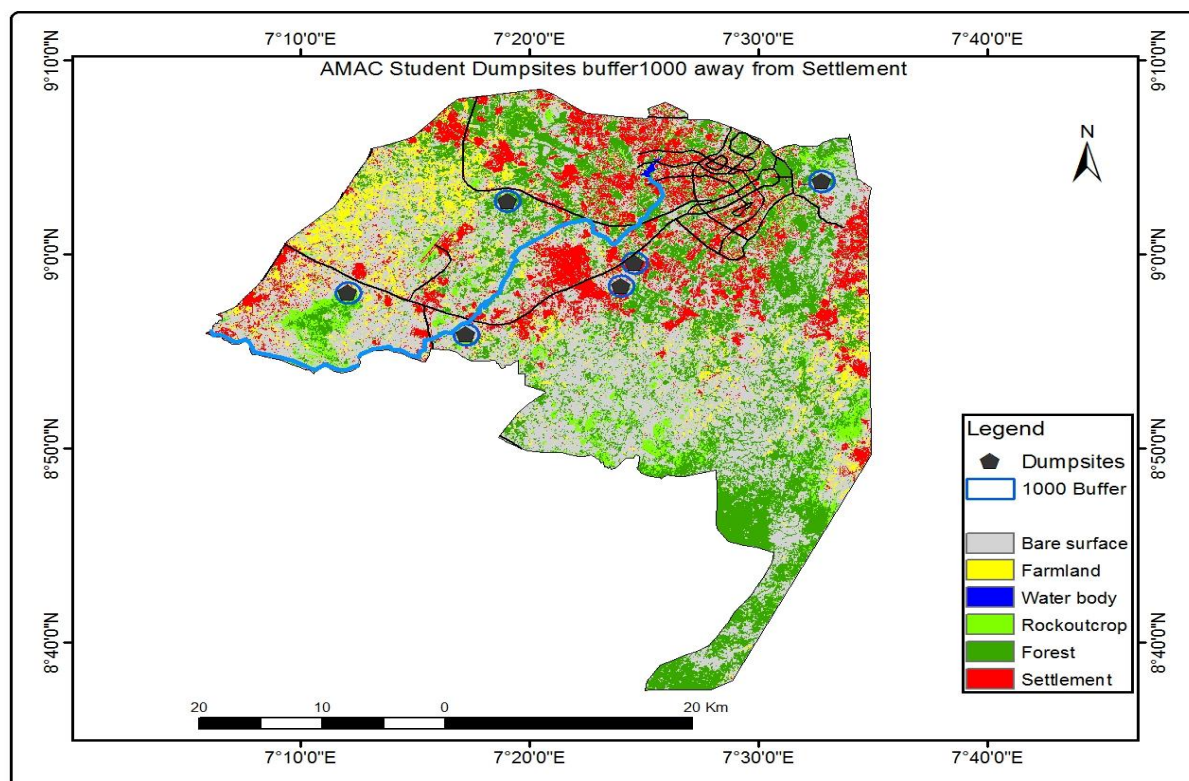 7°10'0"E 7°20'0"E 7°30'0"E 7°40'0"E
9°10'0"N 9°10'0"N
AMAC Student Dumpsites buffer1000 away from Settlement
N
9°0'0"N 9°0'0"N
8°50'0"N 8°50'0"N
8°40'0"N 8°40'0"N
Legend
Dumpsites
1000 Buffer
Bare surface
Farmland
Water body
Rockoutcrop
Forest
Settlement
20 10 0 20 Km
7°10'0"E 7°20'0"E 7°30'0"E 7°40'0"E